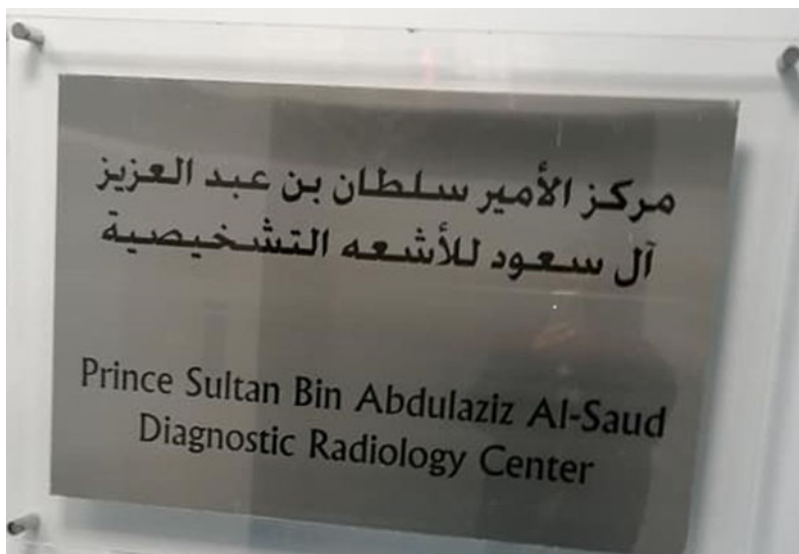 مركز الأمير سلطان بن عبد العزيز
آل سعود للأشعه التشخيصية
Prince Sultan Bin Abdulaziz Al-Saud
Diagnostic Radiology Center